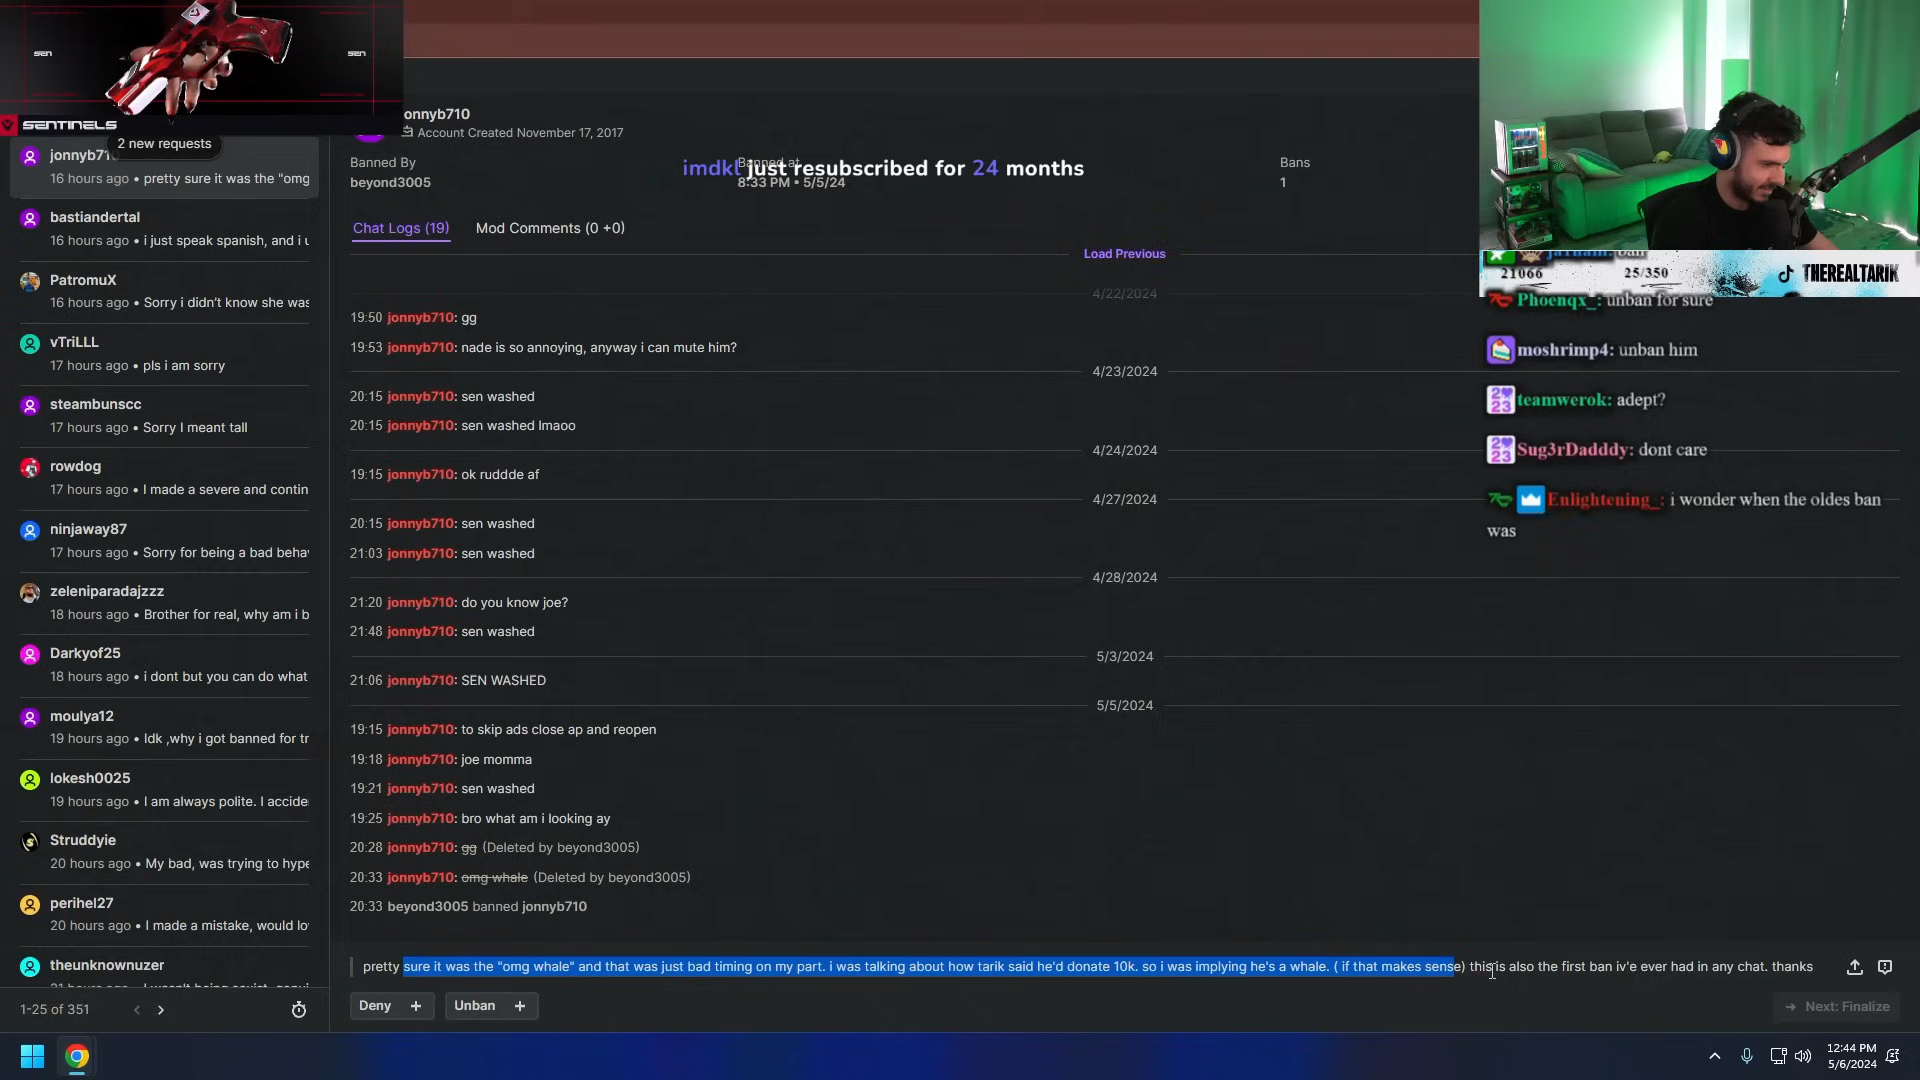 SEN
SEN
SENTINELS
2 new requests
jonnyb71
16 hours ago • pretty sure it was the "omg
bastiandertal
16 hours ago • i just speak spanish, and i u
PatromuX
16 hours ago • Sorry i didn't know she was
vTriLLL
17 hours ago • pls i am sorry
steambunscc
17 hours ago • Sorry I meant tall
rowdog
17 hours ago • I made a severe and contin
ninjaway87
17 hours ago • Sorry for being a bad beha
zeleniparadajzzz
18 hours ago • Brother for real, why am i b
Darkyof25
18 hours ago • i dont but you can do what
moulya12
19 hours ago • Idk ,why i got banned for tr
lokesh0025
19 hours ago • I am always polite. I accide
Struddyie
20 hours ago • My bad, was trying to hype
perihel27
20 hours ago • I made a mistake, would lo
theunknownuzer
1-25 of 351
onnyb710
Account Created November 17, 2017
Banned By
beyond3005
Banned at
8:33 PM • 5/5/24
Bans
1
imdkl just resubscribed for 24 months
Chat Logs (19)
Mod Comments (0 +0)
Load Previous
4/22/2024
19:50 jonnyb710: gg
19:53 jonnyb710: nade is so annoying, anyway i can mute him?
4/23/2024
20:15 jonnyb710: sen washed
20:15 jonnyb710: sen washed lmaoo
4/24/2024
19:15 jonnyb710: ok ruddde af
4/27/2024
20:15 jonnyb710: sen washed
21:03 jonnyb710: sen washed
4/28/2024
21:20 jonnyb710: do you know joe?
21:48 jonnyb710: sen washed
5/3/2024
21:06 jonnyb710: SEN WASHED
5/5/2024
19:15 jonnyb710: to skip ads close ap and reopen
19:18 jonnyb710: joe momma
19:21 jonnyb710: sen washed
19:25 jonnyb710: bro what am i looking ay
20:28 jonnyb710: gg (Deleted by beyond3005)
20:33 jonnyb710: omg whale (Deleted by beyond3005)
20:33 beyond3005 banned jonnyb710
pretty sure it was the "omg whale" and that was just bad timing on my part. i was talking about how tarik said he'd donate 10k. so i was implying he's a whale. ( if that makes sense) this is also the first ban iv'e ever had in any chat. thanks
Deny +
Unban +
Next: Finalize
21066
25/350
THEREALTARIK
Phoenqx_: unban for sure
moshrimp4: unban him
teamwerok: adept?
Sug3rDadddy: dont care
Enlightening_: i wonder when the oldes ban
was
12:44 PM
5/6/2024